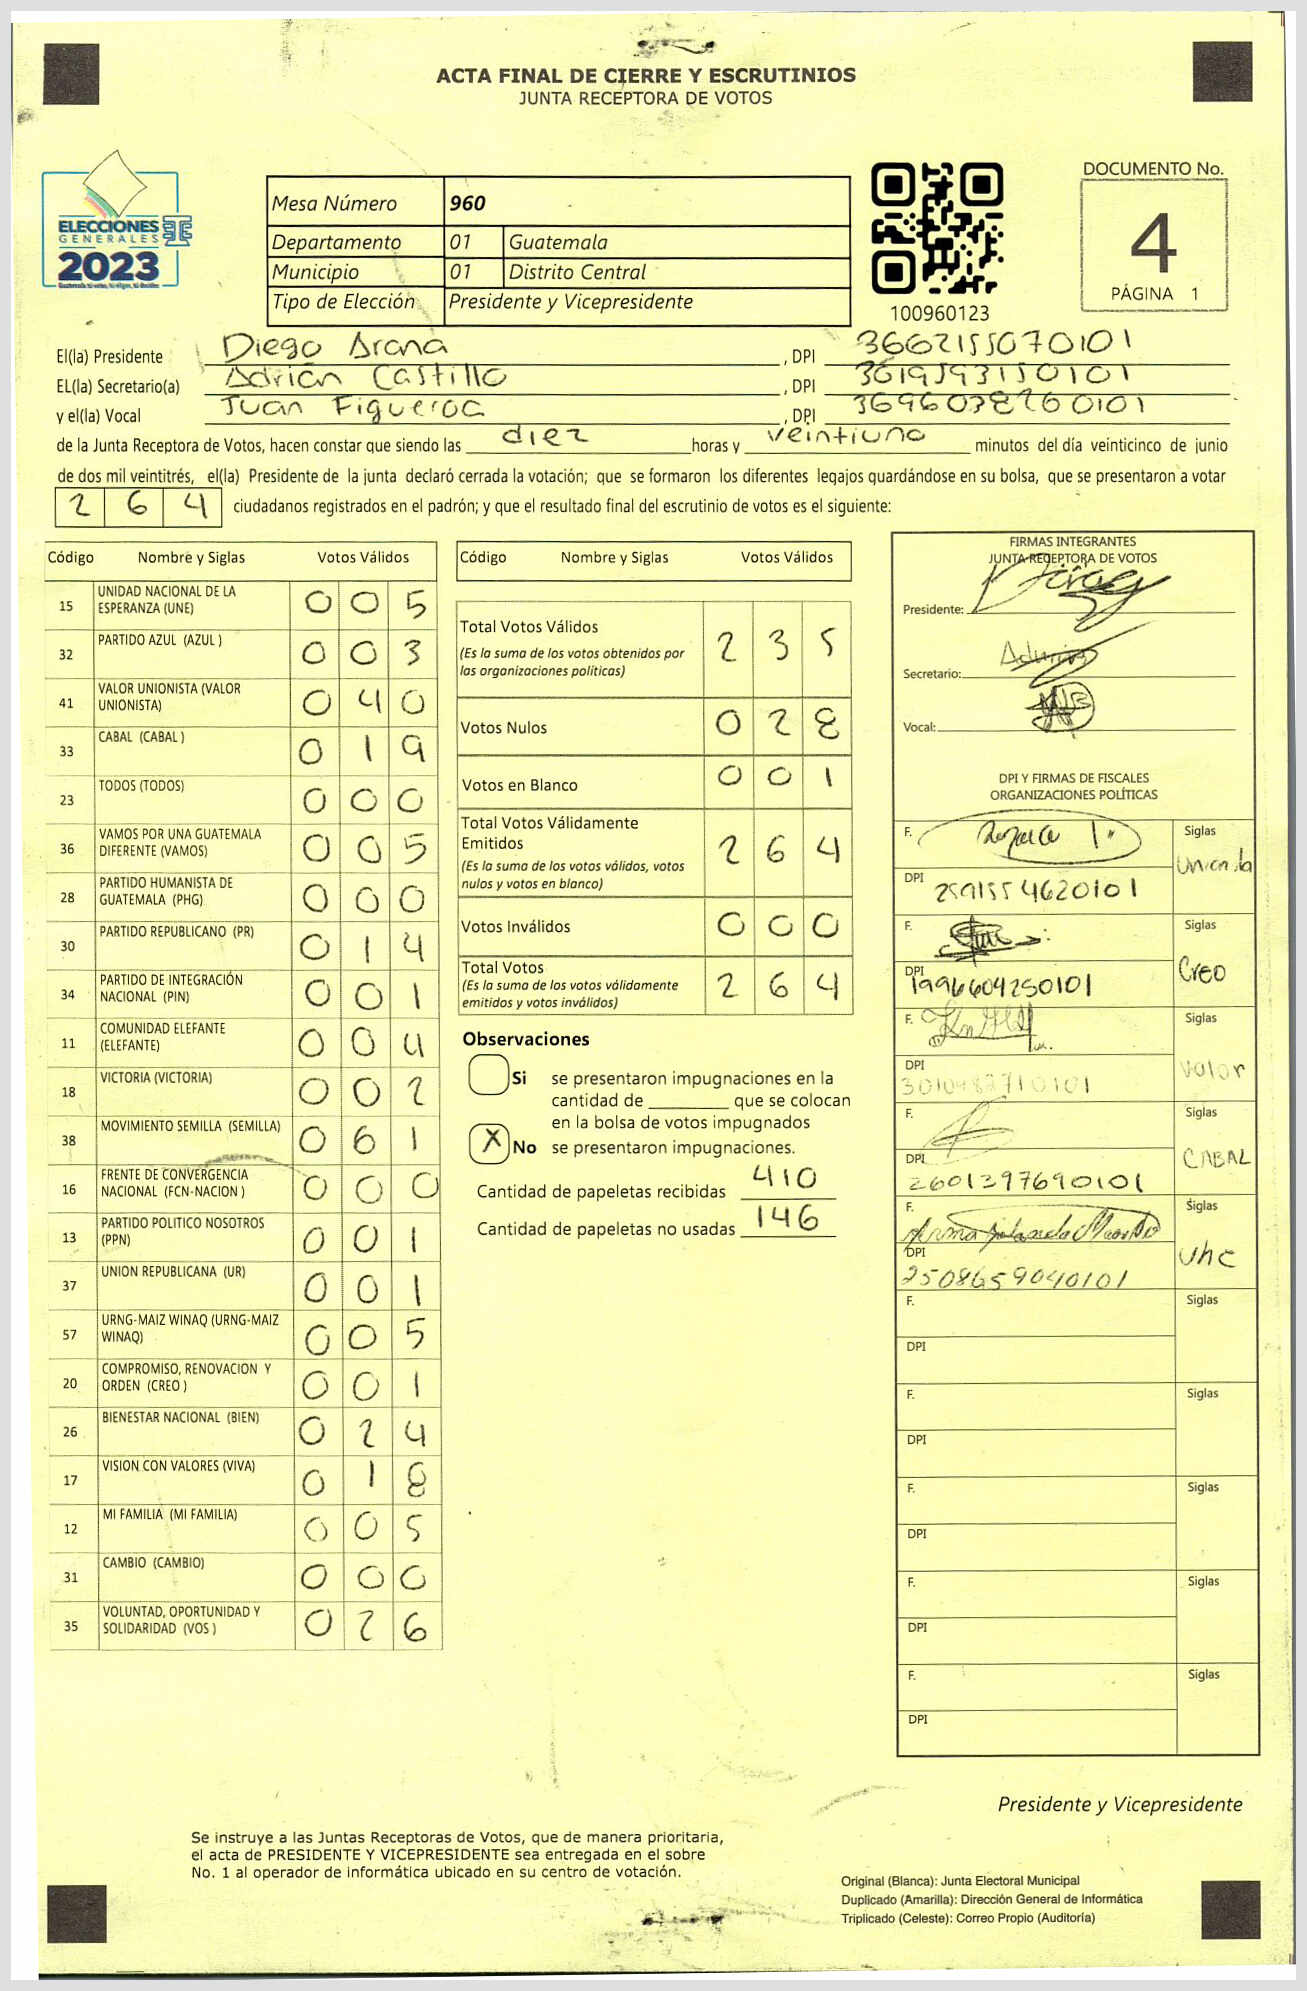 ACTA FINAL DE CIERRE Y ESCRUTINIOS
JUNTA RECEPTORA DE VOTOS
ELECCIONES
GENERALES
2023
Mesa Número 960
Departamento 01 Guatemala
Municipio 01 Distrito Central
Tipo de Elección Presidente y Vicepresidente
100960123
DOCUMENTO No.
4
PÁGINA 1
El(la) Presidente Diego Arana, DPI 3662155070101
EL(la) Secretario(a) Adrián Castillo, DPI 3619593150101
y el(la) Vocal Juan Figueroa, DPI
de la Junta Receptora de Votos, hacen constar que siendo las diez horas y veintiuno minutos del día veinticinco de junio
de dos mil veintitrés, el(la) Presidente de la junta declaró cerrada la votación; que se formaron los diferentes legajos guardándose en su bolsa, que se presentaron a votar
2 6 4 ciudadanos registrados en el padrón; y que el resultado final del escrutinio de votos es el siguiente:
Código Nombre y Siglas Votos Válidos
15 UNIDAD NACIONAL DE LA ESPERANZA (UNE) 0 0 5
32 PARTIDO AZUL (AZUL ) 0 0 3
41 VALOR UNIONISTA (VALOR UNIONISTA) 0 4 0
33 CABAL (CABAL ) 0 1 9
23 TODOS (TODOS) 0 0 0
36 VAMOS POR UNA GUATEMALA DIFERENTE (VAMOS) 0 0 5
28 PARTIDO HUMANISTA DE GUATEMALA (PHG) 0 0 0
30 PARTIDO REPUBLICANO (PR) 0 1 4
34 PARTIDO DE INTEGRACIÓN NACIONAL (PIN) 0 0 1
11 COMUNIDAD ELEFANTE (ELEFANTE) 0 0 4
18 VICTORIA (VICTORIA) 0 0 2
38 MOVIMIENTO SEMILLA (SEMILLA) 0 6 1
16 FRENTE DE CONVERGENCIA NACIONAL (FCN-NACION ) 0 0 0
13 PARTIDO POLITICO NOSOTROS (PPN) 0 0 1
37 UNION REPUBLICANA (UR) 0 0 1
57 URNG-MAIZ WINAQ (URNG-MAIZ WINAQ) 0 0 5
20 COMPROMISO, RENOVACION Y ORDEN (CREO ) 0 0 1
26 BIENESTAR NACIONAL (BIEN) 0 2 4
17 VISION CON VALORES (VIVA) 0 1 8
12 MI FAMILIA (MI FAMILIA) 0 0 5
31 CAMBIO (CAMBIO) 0 0 0
35 VOLUNTAD, OPORTUNIDAD Y SOLIDARIDAD (VOS ) 0 2 6
Código Nombre y Siglas Votos Válidos
Total Votos Válidos 2 3 5
(Es la suma de los votos obtenidos por
las organizaciones políticas)
Votos Nulos 0 2 8
Votos en Blanco 0 0 1
Total Votos Válidamente
Emitidos 2 6 4
(Es la suma de los votos válidos, votos
nulos y votos en blanco)
Votos Inválidos 0 0 0
Total Votos 2 6 4
(Es la suma de los votos válidamente
emitidos y votos inválidos)
Observaciones
Si se presentaron impugnaciones en la
cantidad de ________ que se colocan
en la bolsa de votos impugnados
X No se presentaron impugnaciones.
Cantidad de papeletas recibidas 410
Cantidad de papeletas no usadas 146
FIRMAS INTEGRANTES
JUNTA RECEPTORA DE VOTOS
Presidente:
Secretario:
Vocal:
DPI Y FIRMAS DE FISCALES
ORGANIZACIONES POLÍTICAS
F. Siglas
DPI 2591554620101
F. Siglas Creo
DPI 1996604250101
F. Siglas Valor
DPI
F. Siglas CABAL
DPI 2601397690101
F. Siglas
DPI 2508659040101
F. Siglas
DPI
F. Siglas
DPI
F. Siglas
DPI
F. Siglas
DPI
F. Siglas
DPI
Presidente y Vicepresidente
Se instruye a las Juntas Receptoras de Votos, que de manera prioritaria,
el acta de PRESIDENTE Y VICEPRESIDENTE sea entregada en el sobre
No. 1 al operador de informática ubicado en su centro de votación.
Original (Blanca): Junta Electoral Municipal
Duplicado (Amarilla): Dirección General de Informática
Triplicado (Celeste): Correo Propio (Auditoría)